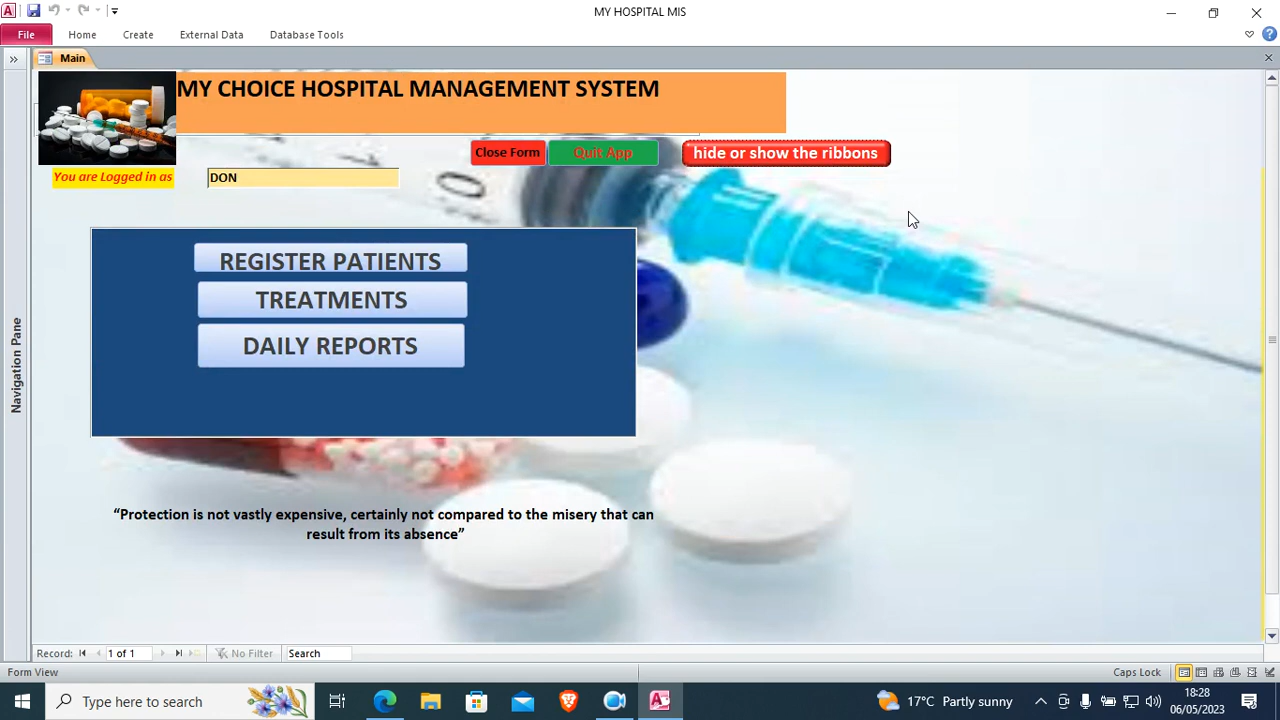 MY HOSPITAL MIS
File Home Create External Data Database Tools
Main
MY CHOICE HOSPITAL MANAGEMENT SYSTEM
Close Form Quit App hide or show the ribbons
You are Logged in as DON
REGISTER PATIENTS
TREATMENTS
DAILY REPORTS
Navigation Pane
“Protection is not vastly expensive, certainly not compared to the misery that can
result from its absence”
Record: 1 of 1 No Filter Search
Form View Caps Lock
Type here to search 17°C Partly sunny 18:28
06/05/2023